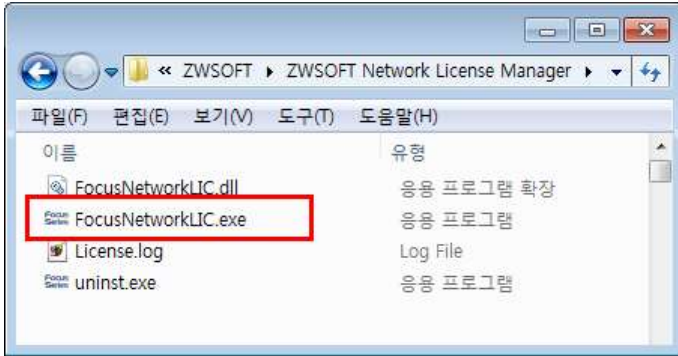 « ZWSOFT ▸ ZWSOFT Network License Manager ▸
파일(F) 편집(E) 보기(V) 도구(T) 도움말(H)
이름 유형
FocusNetworkLIC.dll 응용 프로그램 확장
FocusNetworkLIC.exe 응용 프로그램
License.log Log File
uninst.exe 응용 프로그램